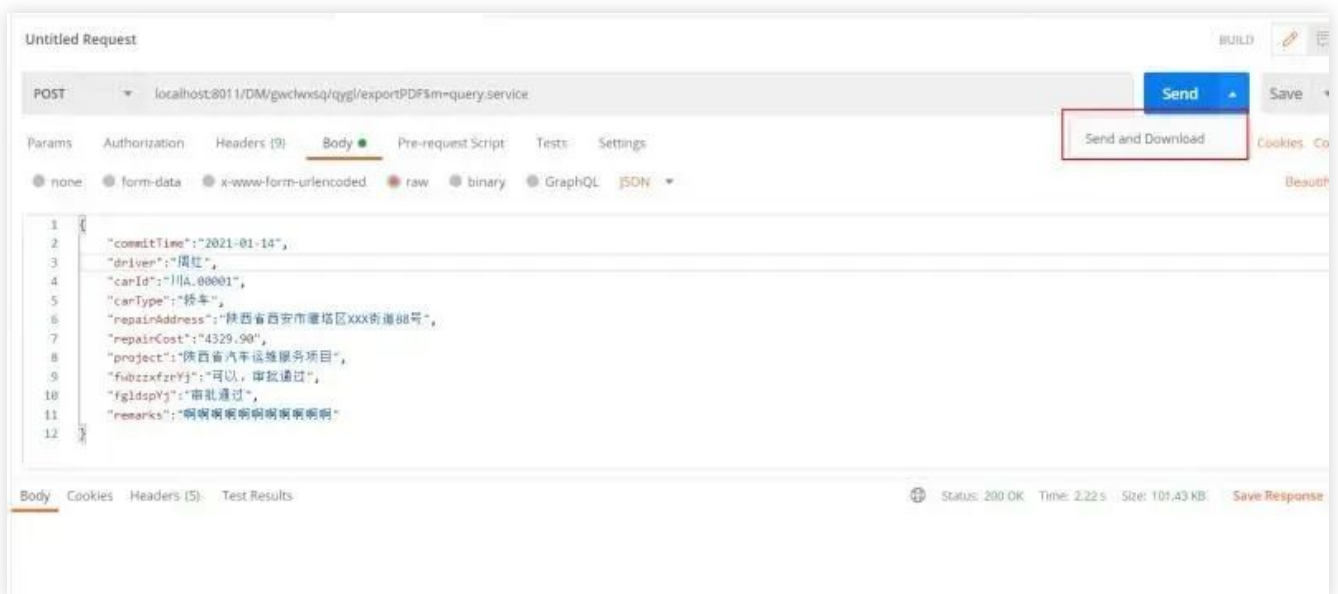 Untitled Request
BUILD
POST localhost:8011/DM/gwclwxsq/qygl/exportPDF$m=query.service Send Save
Send and Download
Params Authorization Headers (9) Body Pre-request Script Tests Settings Cookies Co
none form-data x-www-form-urlencoded raw binary GraphQL JSON Beautif
1 {
2 "commitTime":"2021-01-14",
3 "driver":"周红",
4 "carId":"川A.00001",
5 "carType":"轿车",
6 "repairAddress":"陕西省西安市雁塔区XXX街道88号",
7 "repairCost":"4329.90",
8 "project":"陕西省汽车运维服务项目",
9 "fwbzzxfzrYj":"可以，审批通过",
10 "fgldspYj":"审批通过",
11 "remarks":"啊啊啊啊啊啊啊啊啊啊啊"
12 }
Body Cookies Headers (5) Test Results Status: 200 OK Time: 2.22 s Size: 101.43 KB Save Response